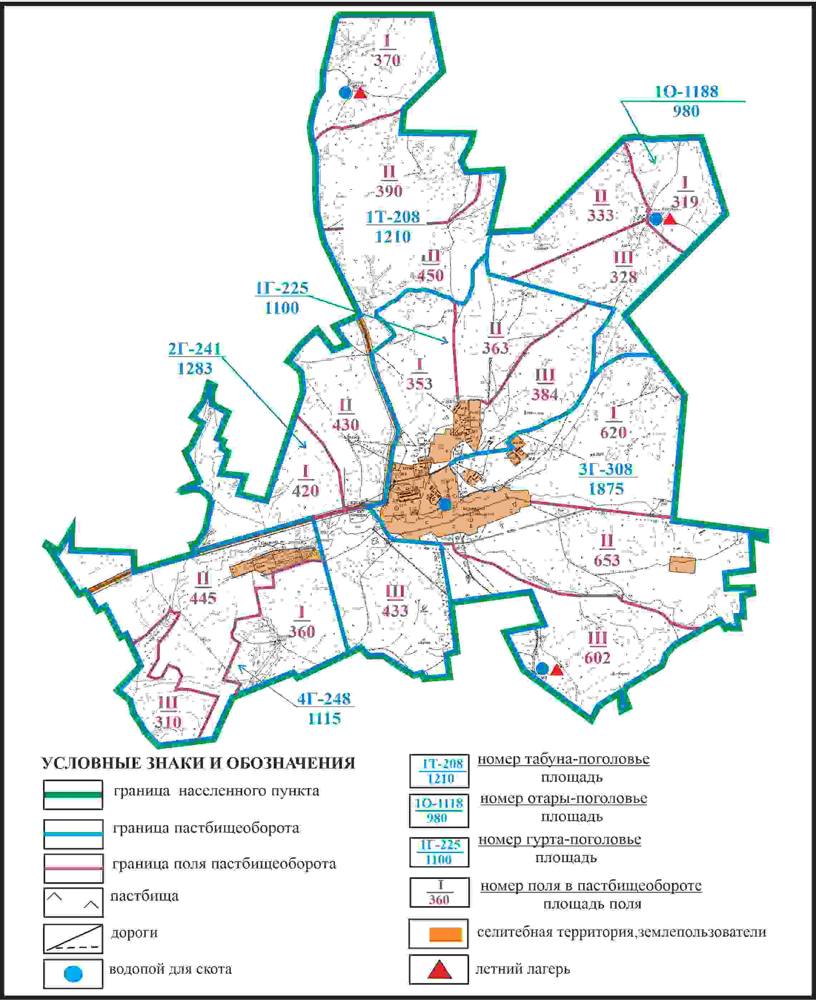 I
370
1О-1188
980
II
390
I
319
II
333
1Т-208
1210
III
328
450
1Г-225
1100
II
363
2Г-241
1283
I
353
III
384
II
430
I
620
I
420
3Г-308
1875
II
653
II
445
III
433
I
360
III
602
4Г-248
1115
III
310
УСЛОВНЫЕ ЗНАКИ И ОБОЗНАЧЕНИЯ
граница населенного пункта
граница пастбищеоборота
граница поля пастбищеоборота
пастбища
дороги
водопой для скота
1Т-208
1210
номер табуна-поголовье
площадь
1О-1118
980
номер отары-поголовье
площадь
1Г-225
1100
номер гурта-поголовье
площадь
I
360
номер поля в пастбищеобороте
площадь поля
селитебная территория,землепользователи
летний лагерь